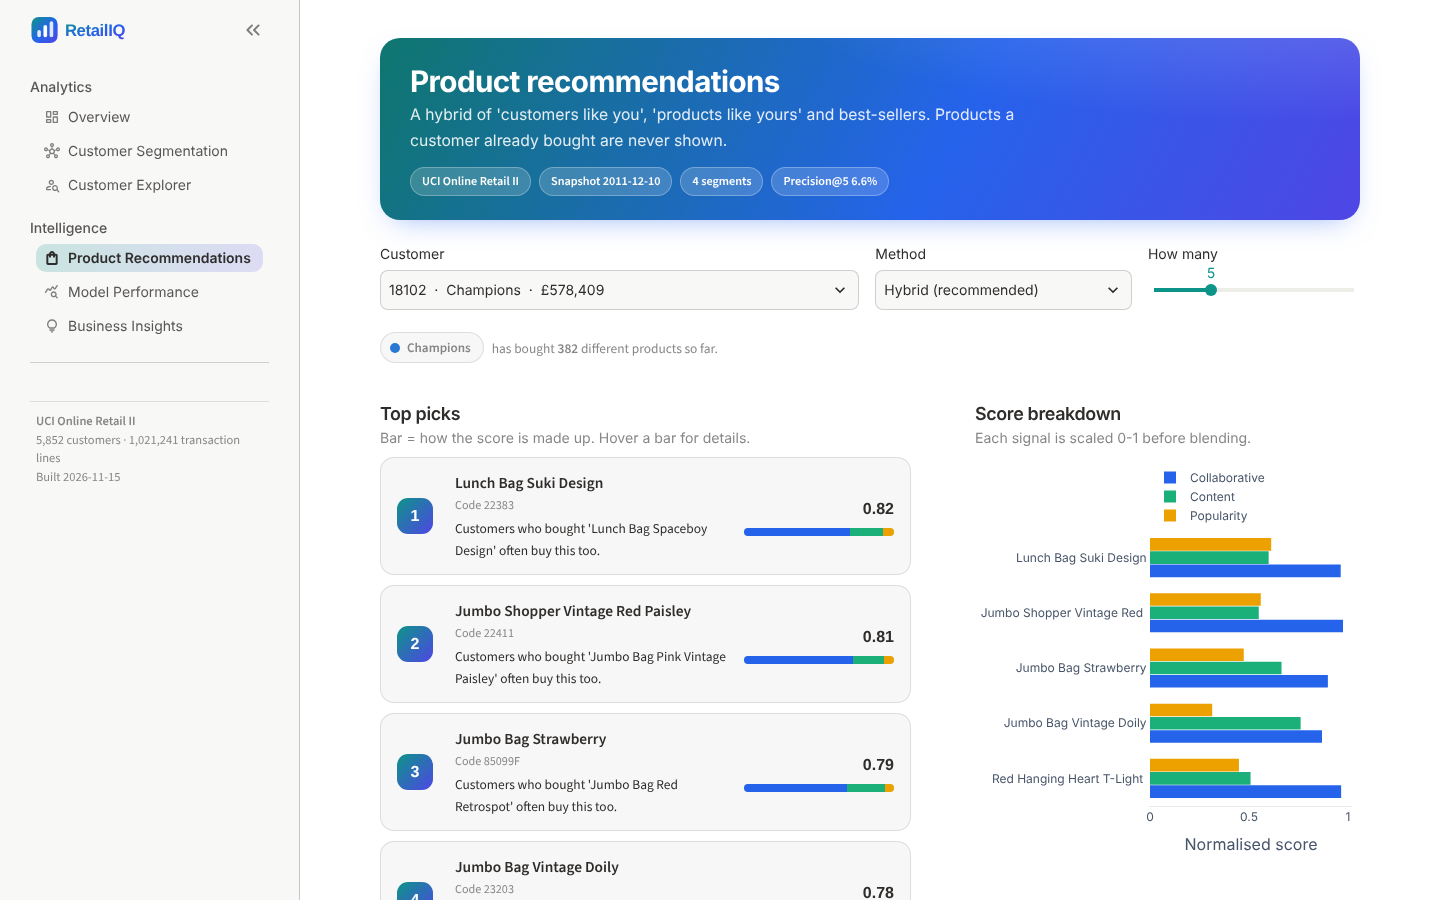 RetailIQ
Analytics
Overview
Customer Segmentation
Customer Explorer
Intelligence
Product Recommendations
Model Performance
Business Insights
UCI Online Retail II
5,852 customers · 1,021,241 transaction
lines
Built 2026-11-15
Product recommendations
A hybrid of 'customers like you', 'products like yours' and best-sellers. Products a
customer already bought are never shown.
UCI Online Retail II
Snapshot 2011-12-10
4 segments
Precision@5 6.6%
Customer
18102 · Champions · £578,409
Method
Hybrid (recommended)
How many
5
Champions has bought 382 different products so far.
Top picks
Bar = how the score is made up. Hover a bar for details.
1
Lunch Bag Suki Design
Code 22383
Customers who bought 'Lunch Bag Spaceboy
Design' often buy this too.
0.82
2
Jumbo Shopper Vintage Red Paisley
Code 22411
Customers who bought 'Jumbo Bag Pink Vintage
Paisley' often buy this too.
0.81
3
Jumbo Bag Strawberry
Code 85099F
Customers who bought 'Jumbo Bag Red
Retrospot' often buy this too.
0.79
4
Jumbo Bag Vintage Doily
Code 23203
0.78
Score breakdown
Each signal is scaled 0-1 before blending.
Collaborative
Content
Popularity
Lunch Bag Suki Design
Jumbo Shopper Vintage Red
Jumbo Bag Strawberry
Jumbo Bag Vintage Doily
Red Hanging Heart T-Light
0 0.5 1
Normalised score